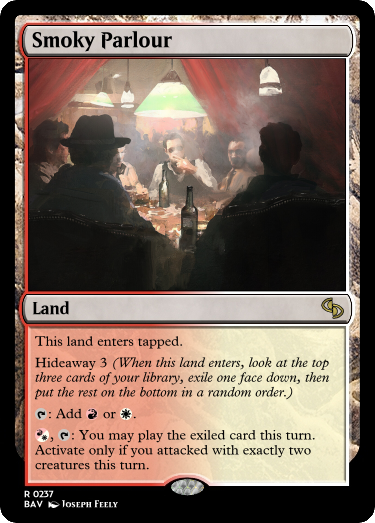 Smoky Parlour
Land
This land enters tapped.
Hideaway 3 (When this land enters, look at the top
three cards of your library, exile one face down, then
put the rest on the bottom in a random order.)
: Add or .
, : You may play the exiled card this turn.
Activate only if you attacked with exactly two
creatures this turn.
R 0237
BAV Joseph Feely